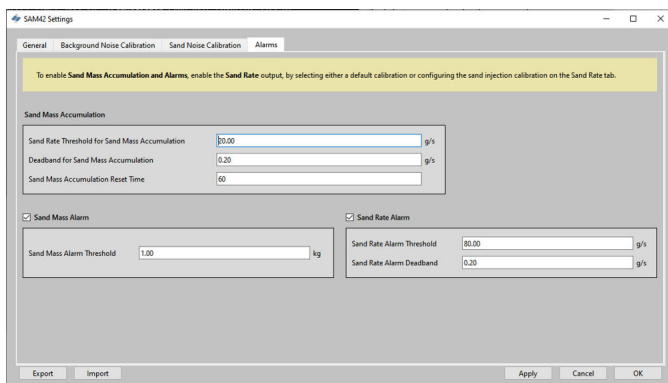 SAM42 Settings
General Background Noise Calibration Sand Noise Calibration Alarms
To enable Sand Mass Accumulation and Alarms, enable the Sand Rate output, by selecting either a default calibration or configuring the sand injection calibration on the Sand Rate tab.
Sand Mass Accumulation
Sand Rate Threshold for Sand Mass Accumulation 20.00 g/s
Deadband for Sand Mass Accumulation 0.20 g/s
Sand Mass Accumulation Reset Time 60
Sand Mass Alarm
Sand Mass Alarm Threshold 1.00 kg
Sand Rate Alarm
Sand Rate Alarm Threshold 80.00 g/s
Sand Rate Alarm Deadband 0.20 g/s
Export Import Apply Cancel OK